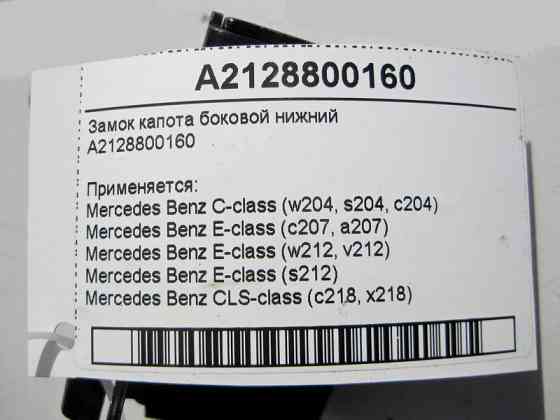 A2128800160
Замок капота боковой нижний
A2128800160
Применяется:
Mercedes Benz C-class (w204, s204, c204)
Mercedes Benz E-class (c207, a207)
Mercedes Benz E-class (w212, v212)
Mercedes Benz E-class (s212)
Mercedes Benz CLS-class (c218, x218)